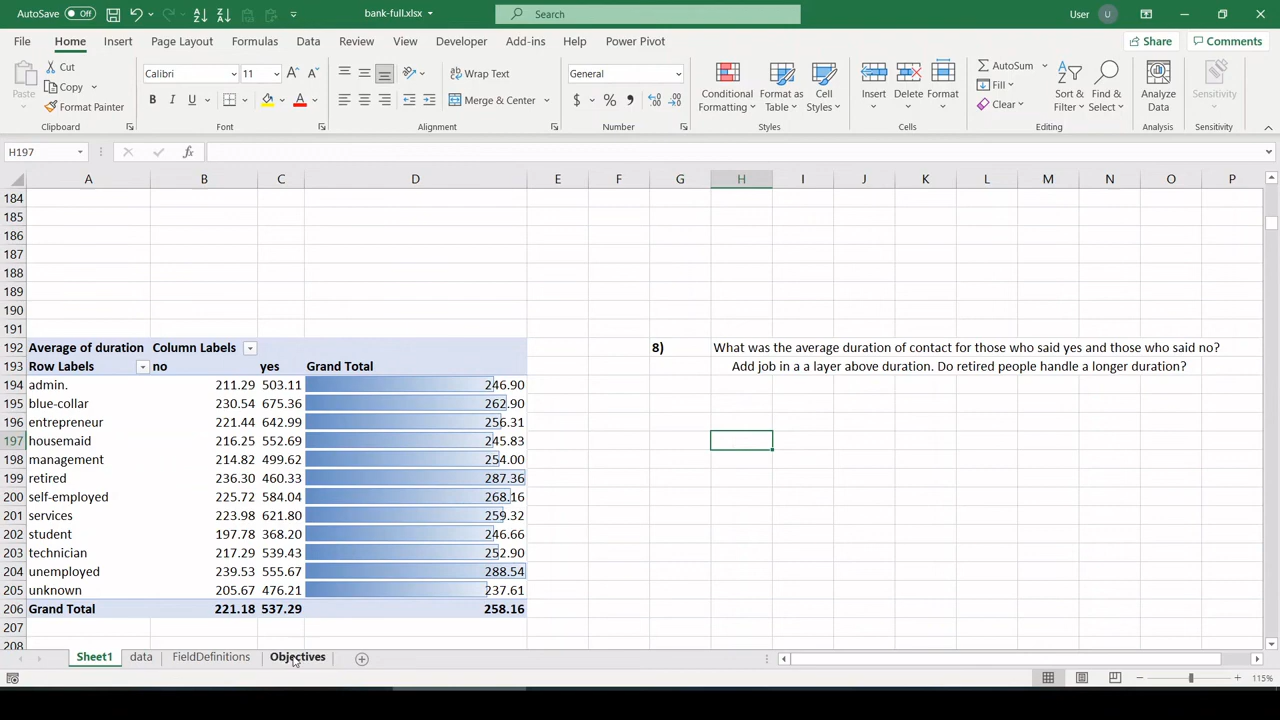 AutoSave Off bank-full.xlsx Search User U
File Home Insert Page Layout Formulas Data Review View Developer Add-ins Help Power Pivot Share Comments
Paste Cut Copy Format Painter Clipboard
Calibri 11 B I U Font
Wrap Text Merge & Center Alignment
General $ % Number
Conditional Formatting Format as Table Cell Styles Styles
Insert Delete Format Cells
AutoSum Fill Clear Sort & Filter Find & Select Editing
Analyze Data Analysis
Sensitivity Sensitivity
H197 fx
A B C D E F G H I J K L M N O P
184
185
186
187
188
189
190
191
192 Average of duration Column Labels 8) What was the average duration of contact for those who said yes and those who said no?
193 Row Labels no yes Grand Total Add job in a a layer above duration. Do retired people handle a longer duration?
194 admin. 211.29 503.11 246.90
195 blue-collar 230.54 675.36 262.90
196 entrepreneur 221.44 642.99 256.31
197 housemaid 216.25 552.69 245.83
198 management 214.82 499.62 254.00
199 retired 236.30 460.33 287.36
200 self-employed 225.72 584.04 268.16
201 services 223.98 621.80 259.32
202 student 197.78 368.20 246.66
203 technician 217.29 539.43 252.90
204 unemployed 239.53 555.67 288.54
205 unknown 205.67 476.21 237.61
206 Grand Total 221.18 537.29 258.16
207
208
Sheet1 data FieldDefinitions Objectives
115%